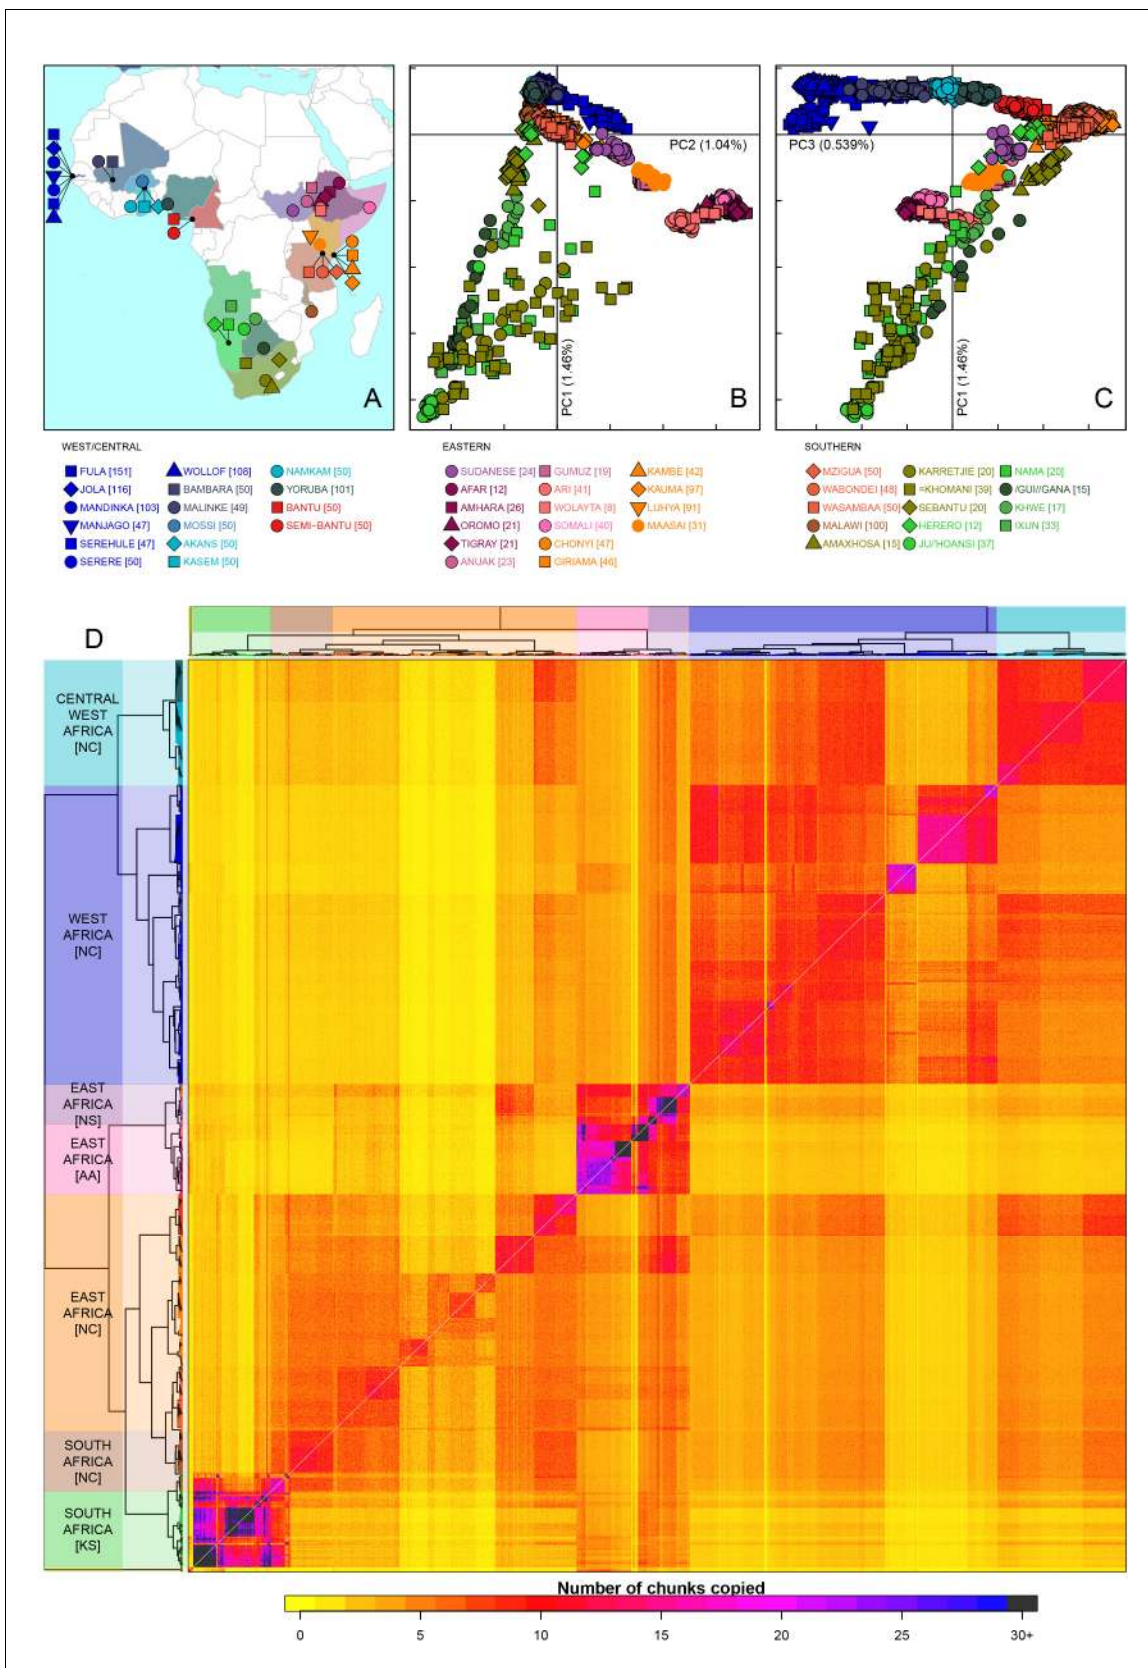 A
PC2 (1.04%)
PC1 (1.46%)
B
PC3 (0.539%)
PC1 (1.46%)
C
WEST/CENTRAL
FULA [151]
JOLA [116]
MANDINKA [103]
MANJAGO [47]
SEREHULE [47]
SERERE [50]
WOLLOF [108]
BAMBARA [50]
MALINKE [49]
MOSSI [50]
AKANS [50]
KASEM [50]
NAMKAM [50]
YORUBA [101]
BANTU [50]
SEMI-BANTU [50]
EASTERN
SUDANESE [24]
AFAR [12]
AMHARA [26]
OROMO [21]
TIGRAY [21]
ANUAK [23]
GUMUZ [19]
ARI [41]
WOLAYTA [8]
SOMALI [40]
CHONYI [47]
GIRIAMA [46]
KAMBE [42]
KAUMA [97]
LUHYA [91]
MAASAI [31]
SOUTHERN
MZIGUA [50]
WABONDEI [48]
WASAMBAA [50]
MALAWI [100]
AMAXHOSA [15]
KARRETJIE [20]
=KHOMANI [39]
SEBANTU [20]
HERERO [12]
JU/'HOANSI [37]
NAMA [20]
/GUI//GANA [15]
KHWE [17]
!XUN [33]
D
CENTRAL
WEST
AFRICA
[NC]
WEST
AFRICA
[NC]
EAST
AFRICA
[NS]
EAST
AFRICA
[AA]
EAST
AFRICA
[NC]
SOUTH
AFRICA
[NC]
SOUTH
AFRICA
[KS]
Number of chunks copied
0 5 10 15 20 25 30+